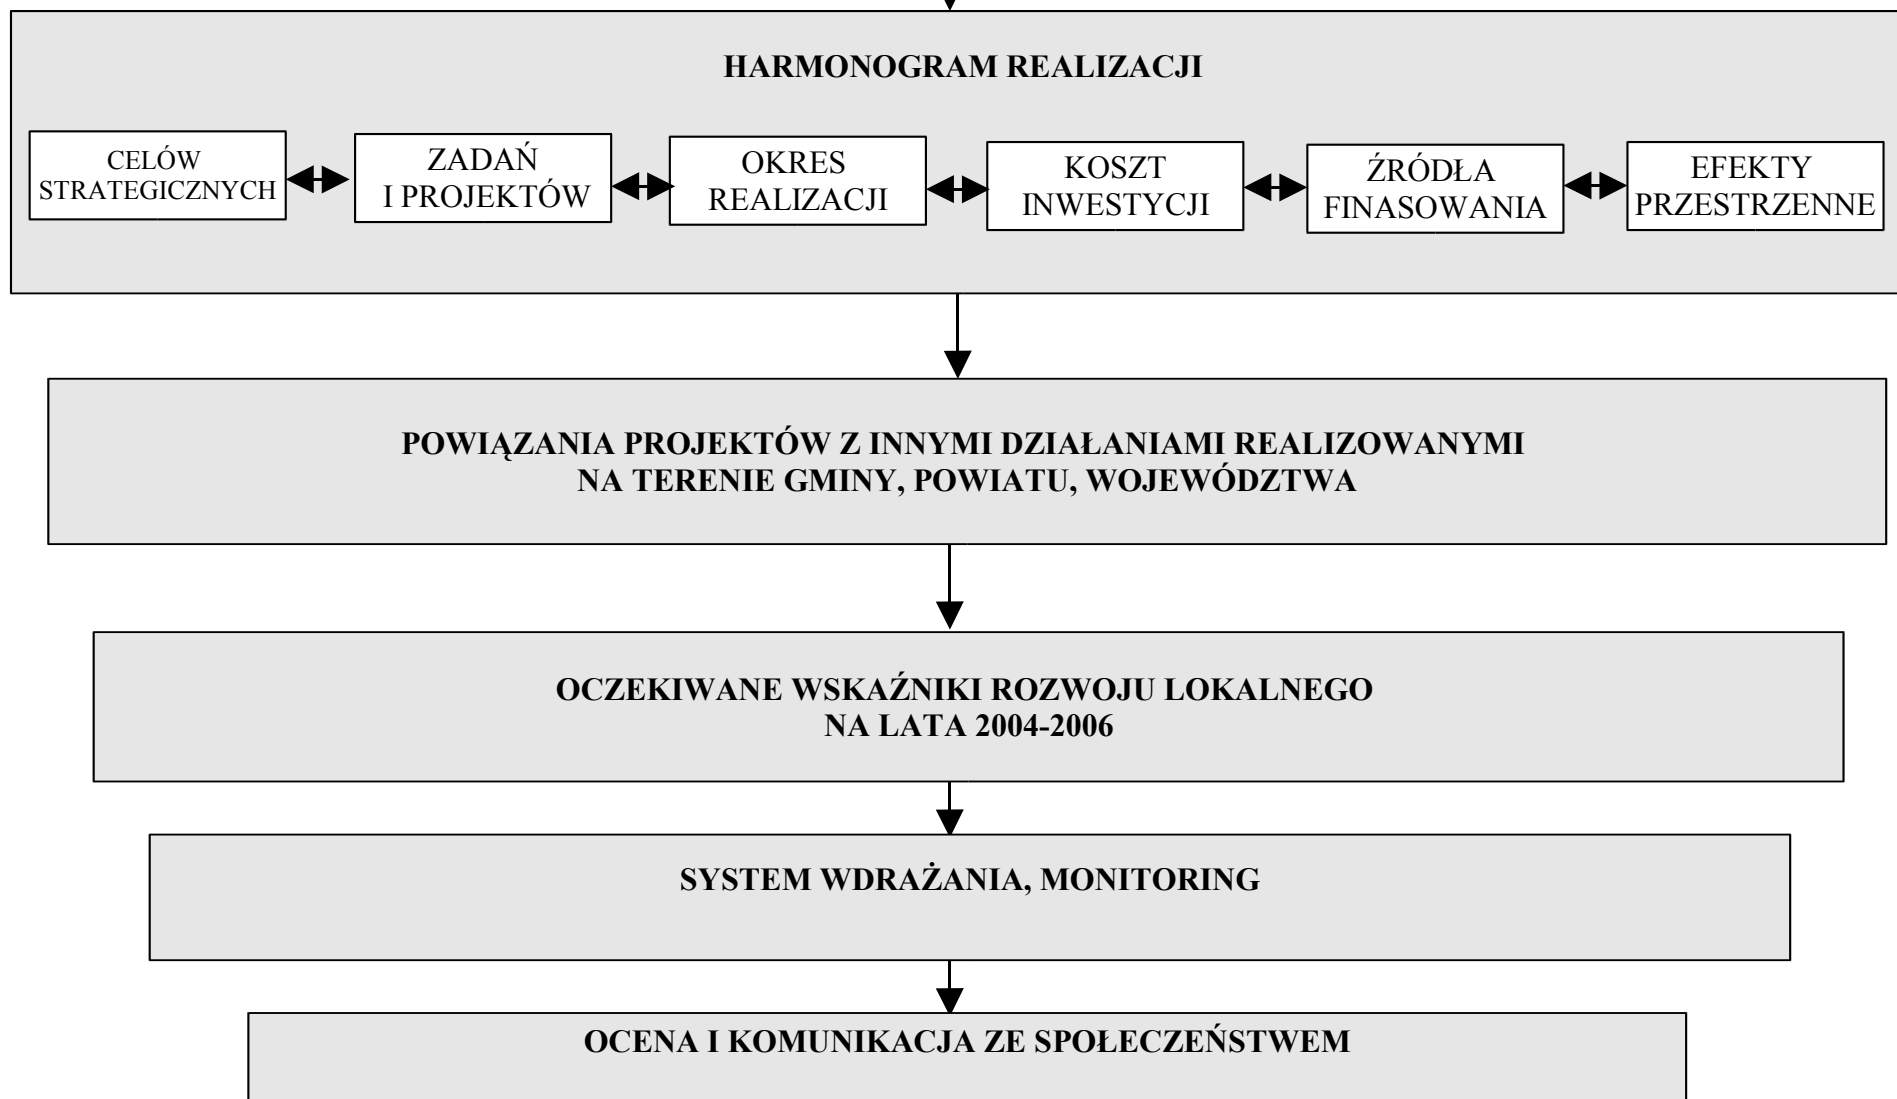 HARMONOGRAM REALIZACJI
CELÓW
STRATEGICZNYCH
ZADAŃ
I PROJEKTÓW
OKRES
REALIZACJI
KOSZT
INWESTYCJI
ŹRÓDŁA
FINASOWANIA
EFEKTY
PRZESTRZENNE
POWIĄZANIA PROJEKTÓW Z INNYMI DZIAŁANIAMI REALIZOWANYMI
NA TERENIE GMINY, POWIATU, WOJEWÓDZTWA
OCZEKIWANE WSKAŹNIKI ROZWOJU LOKALNEGO
NA LATA 2004-2006
SYSTEM WDRAŻANIA, MONITORING
OCENA I KOMUNIKACJA ZE SPOŁECZEŃSTWEM